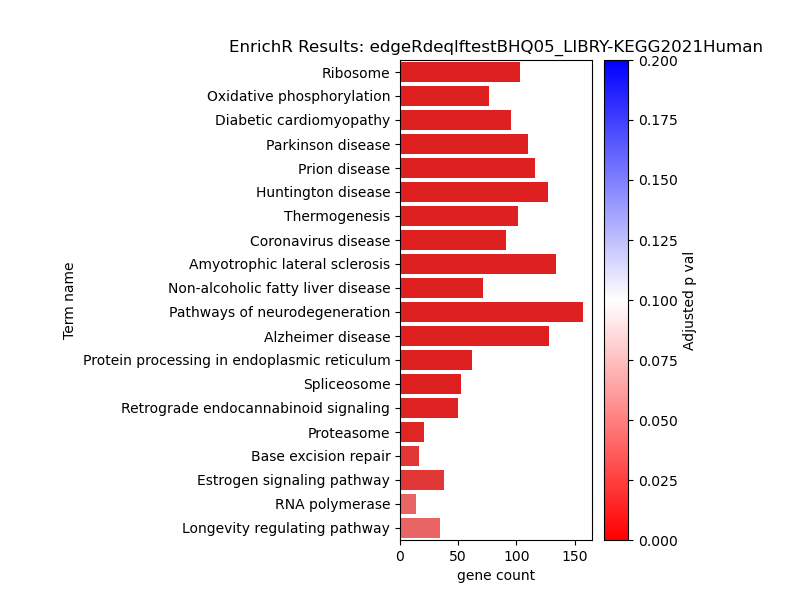 EnrichR Results: edgeRdeqlftestBHQ05_LIBRY-KEGG2021Human
Term name
Ribosome
Oxidative phosphorylation
Diabetic cardiomyopathy
Parkinson disease
Prion disease
Huntington disease
Thermogenesis
Coronavirus disease
Amyotrophic lateral sclerosis
Non-alcoholic fatty liver disease
Pathways of neurodegeneration
Alzheimer disease
Protein processing in endoplasmic reticulum
Spliceosome
Retrograde endocannabinoid signaling
Proteasome
Base excision repair
Estrogen signaling pathway
RNA polymerase
Longevity regulating pathway
0 50 100 150
gene count
0.200
0.175
0.150
0.125
0.100
0.075
0.050
0.025
0.000
Adjusted p val